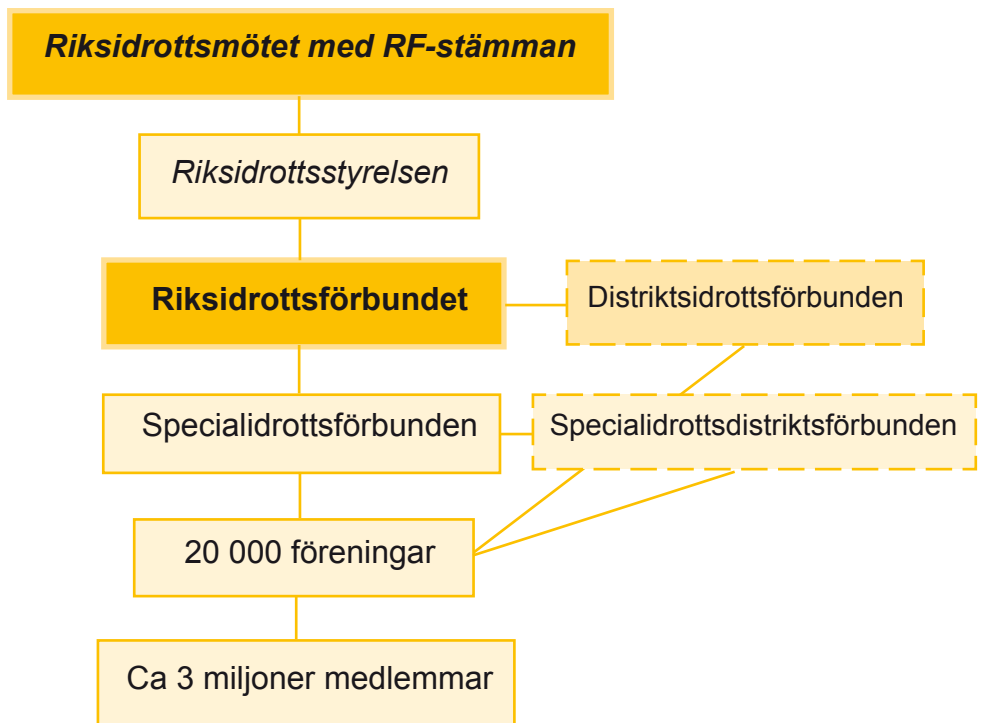 Riksidrottsmötet med RF-stämman
Riksidrottsstyrelsen
Riksidrottsförbundet
Distriktsidrottsförbunden
Specialidrottsförbunden
Specialidrottsdistriktsförbunden
20 000 föreningar
Ca 3 miljoner medlemmar